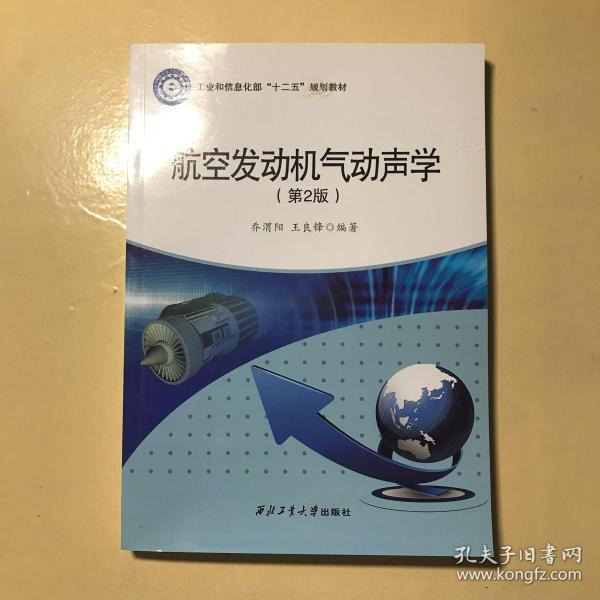 工业和信息化部“十二五”规划教材
航空发动机气动声学
（第2版）
乔渭阳 王良锋◎编著
西北工业大学出版社
孔夫子旧书网
www.kongfz.com